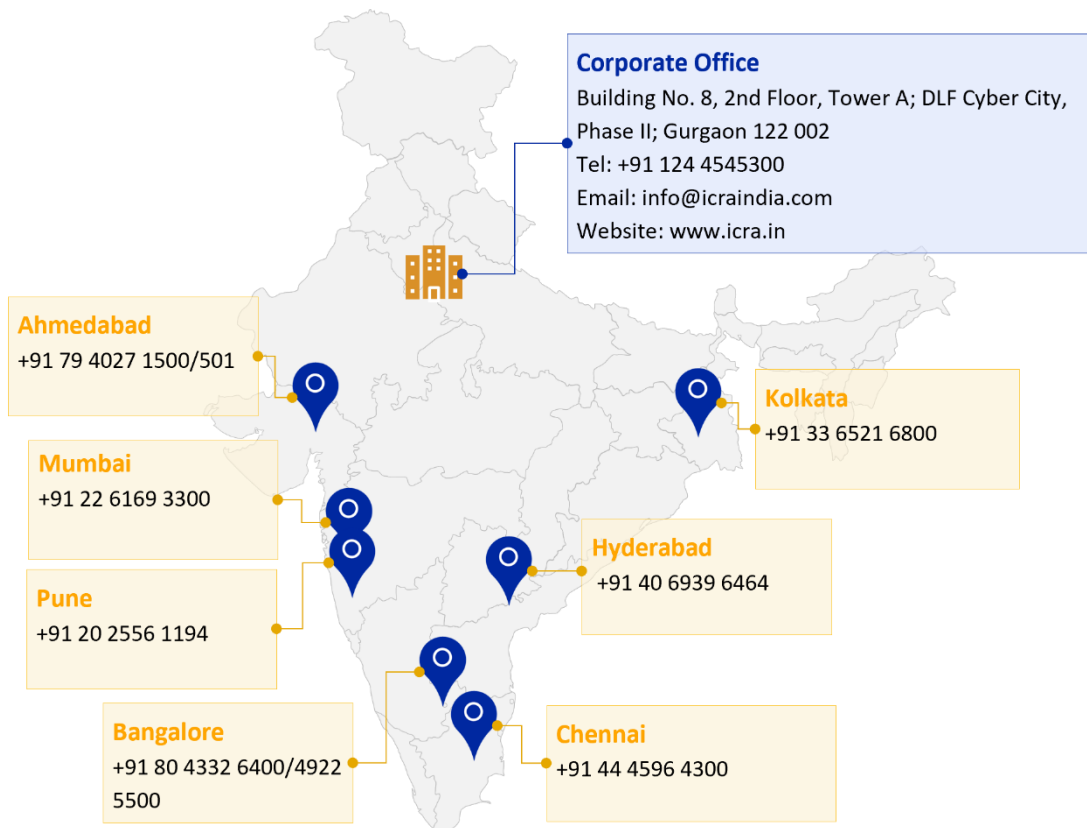 Corporate Office
Building No. 8, 2nd Floor, Tower A; DLF Cyber City,
Phase II; Gurgaon 122 002
Tel: +91 124 4545300
Email: info@icraindia.com
Website: www.icra.in
Ahmedabad
+91 79 4027 1500/501
Kolkata
+91 33 6521 6800
Mumbai
+91 22 6169 3300
Hyderabad
+91 40 6939 6464
Pune
+91 20 2556 1194
Bangalore
+91 80 4332 6400/4922
5500
Chennai
+91 44 4596 4300